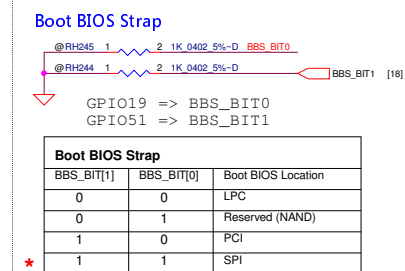 Boot BIOS Strap
@RH245 1 2 1K_0402_5%~D BBS_BIT0
@RH244 1 2 1K_0402_5%~D BBS_BIT1 [18]
GPIO19 => BBS_BIT0
GPIO51 => BBS_BIT1
Boot BIOS Strap
BBS_BIT[1] BBS_BIT[0] Boot BIOS Location
0 0 LPC
0 1 Reserved (NAND)
1 0 PCI
* 1 1 SPI